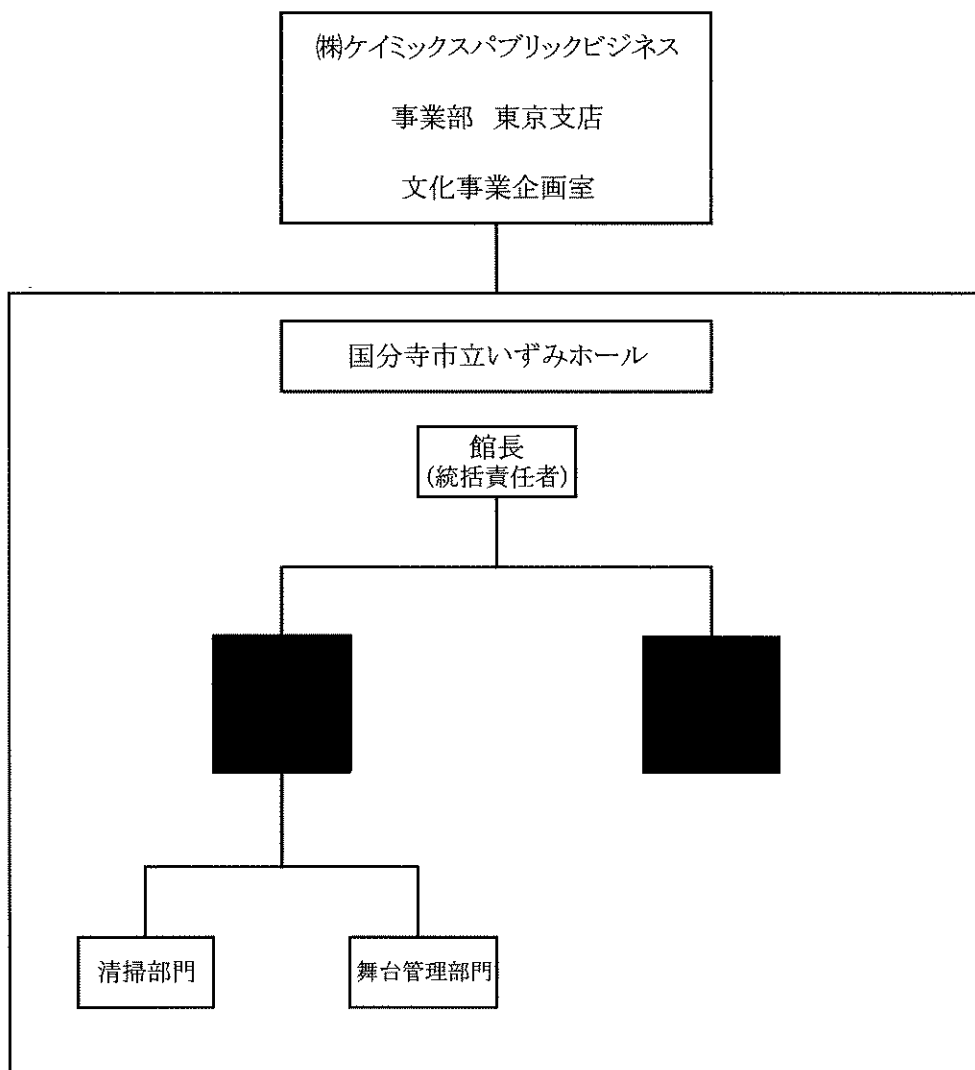 ㈱ケイミックスパブリックビジネス
事業部 東京支店
文化事業企画室
国分寺市立いずみホール
館長
(統括責任者)
清掃部門
舞台管理部門